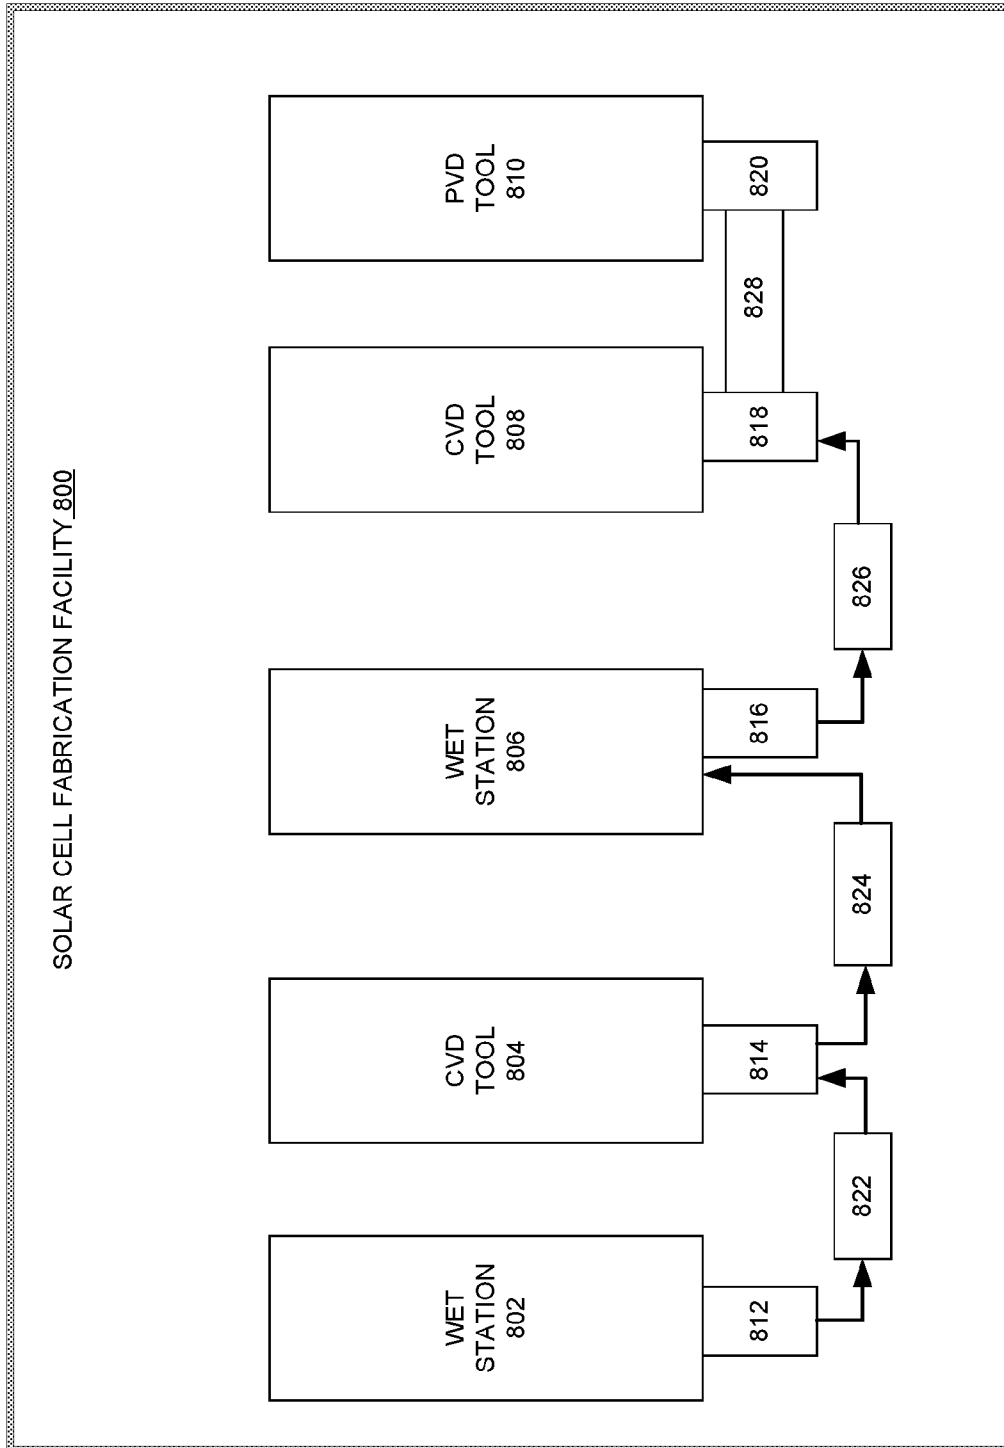 SOLAR CELL FABRICATION FACILITY 800
WET
STATION
802
CVD
TOOL
804
WET
STATION
806
CVD
TOOL
808
PVD
TOOL
810
812
814
816
818
820
828
822
824
826